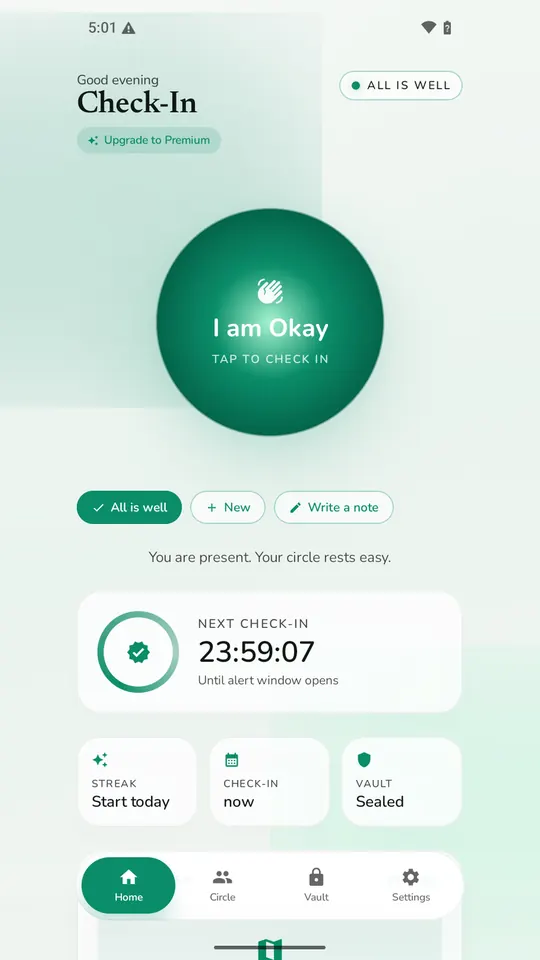 5:01
Good evening
Check-In
ALL IS WELL
Upgrade to Premium
I am Okay
TAP TO CHECK IN
All is well
New
Write a note
You are present. Your circle rests easy.
NEXT CHECK-IN
23:59:07
Until alert window opens
STREAK
Start today
CHECK-IN
now
VAULT
Sealed
Home
Circle
Vault
Settings